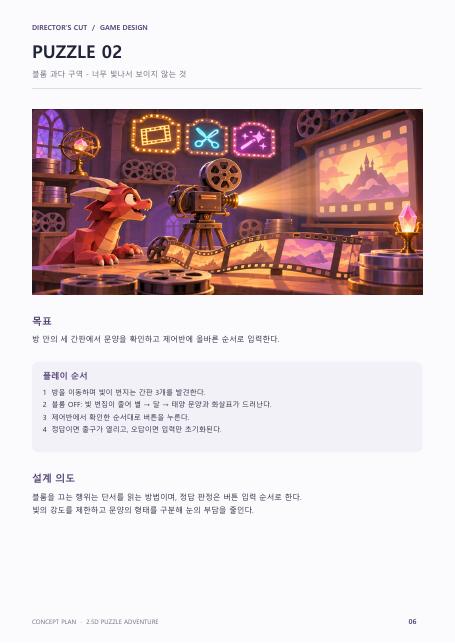 DIRECTOR'S CUT / GAME DESIGN
PUZZLE 02
블룸 과다 구역 - 너무 빛나서 보이지 않는 것
목표
방 안의 세 간판에서 문양을 확인하고 제어반에 올바른 순서로 입력한다.
플레이 순서
1 방을 이동하며 빛이 번지는 간판 3개를 발견한다.
2 블룸 OFF: 빛 번짐이 줄어 별 → 달 → 태양 문양과 화살표가 드러난다.
3 제어반에서 확인한 순서대로 버튼을 누른다.
4 정답이면 출구가 열리고, 오답이면 입력만 초기화된다.
설계 의도
블룸을 끄는 행위는 단서를 읽는 방법이며, 정답 판정은 버튼 입력 순서로 한다.
빛의 강도를 제한하고 문양의 형태를 구분해 눈의 부담을 줄인다.
CONCEPT PLAN · 2.5D PUZZLE ADVENTURE
06